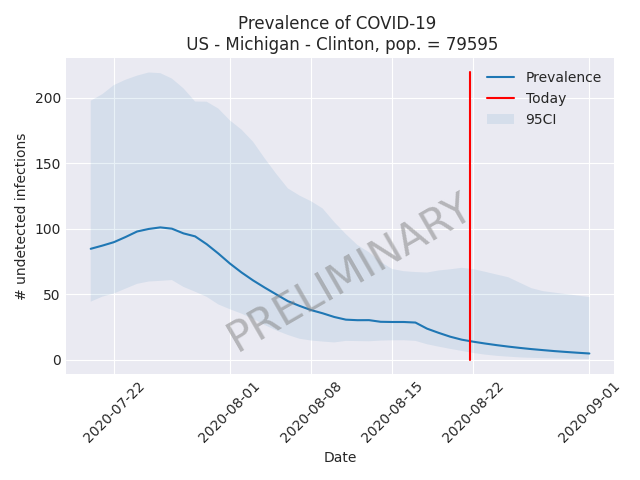 Prevalence of COVID-19
US - Michigan - Clinton, pop. = 79595
Prevalence
Today
95CI
200
150
100
50
0
# undetected infections
PRELIMINARY
2020-07-22
2020-08-01
2020-08-08
2020-08-15
2020-08-22
2020-09-01
Date